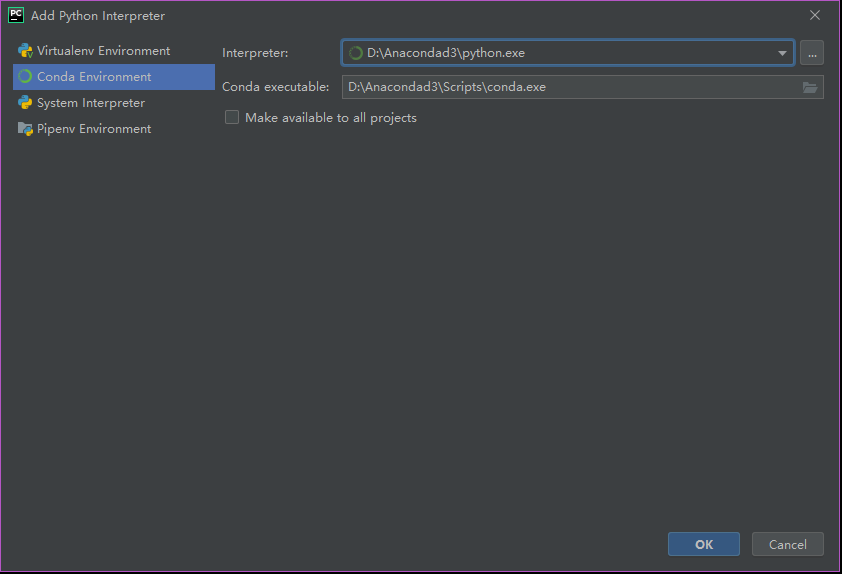 PC Add Python Interpreter
Virtualenv Environment
Conda Environment
System Interpreter
Pipenv Environment
Interpreter: D:\Anacondad3\python.exe ...
Conda executable: D:\Anacondad3\Scripts\conda.exe
Make available to all projects
OK Cancel